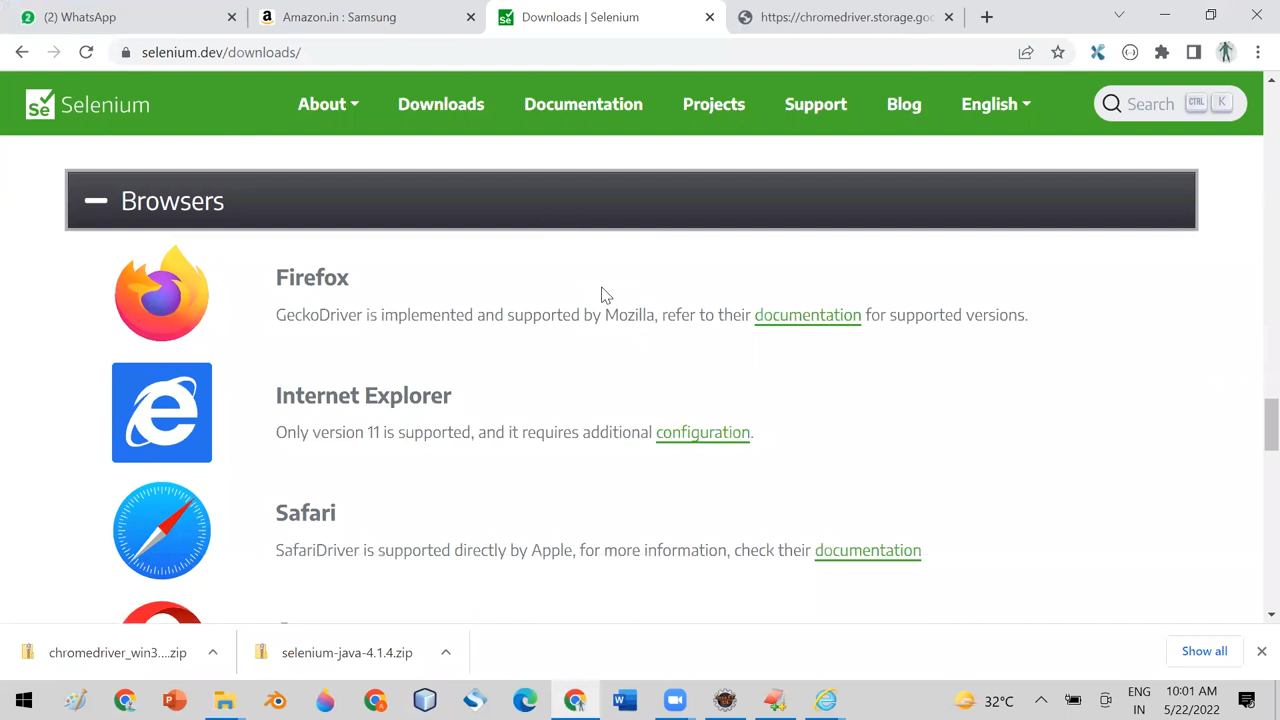 2 (2) WhatsApp
Amazon.in : Samsung
Downloads | Selenium
https://chromedriver.storage.goo
selenium.dev/downloads/
Se Selenium
About Downloads Documentation Projects Support Blog English Search CTRL K
Browsers
Firefox
GeckoDriver is implemented and supported by Mozilla, refer to their documentation for supported versions.
Internet Explorer
Only version 11 is supported, and it requires additional configuration.
Safari
SafariDriver is supported directly by Apple, for more information, check their documentation
chromedriver_win3....zip
selenium-java-4.1.4.zip
Show all
32°C
ENG
IN
10:01 AM
5/22/2022